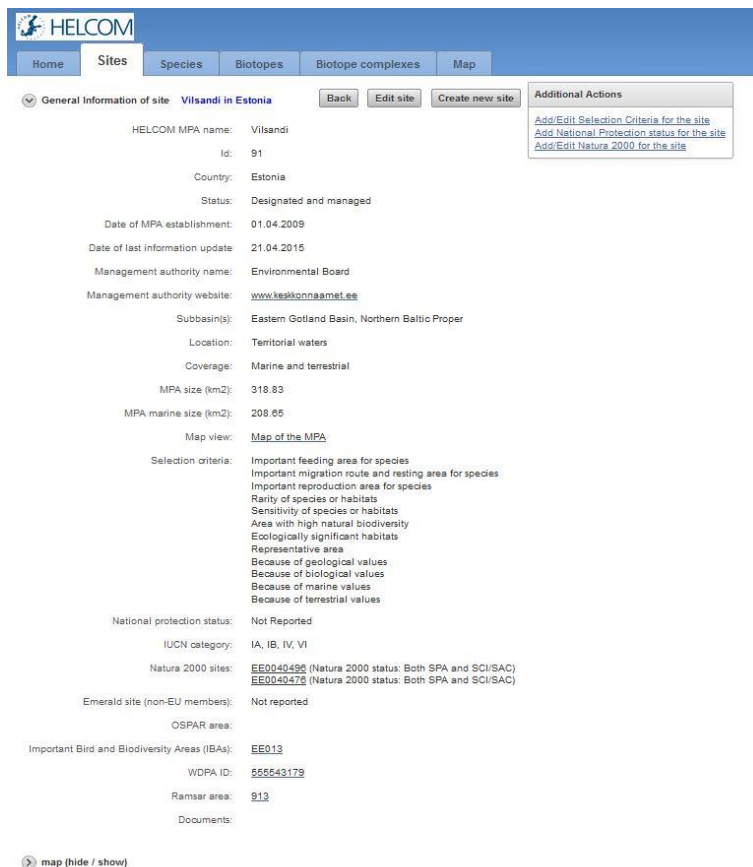 HELCOM
Home Sites Species Biotopes Biotope complexes Map
General Information of site Vilsandi in Estonia Back Edit site Create new site
Additional Actions
Add/Edit Selection Criteria for the site
Add National Protection status for the site
Add/Edit Natura 2000 for the site
HELCOM MPA name: Vilsandi
Id: 91
Country: Estonia
Status: Designated and managed
Date of MPA establishment: 01.04.2009
Date of last information update 21.04.2015
Management authority name: Environmental Board
Management authority website: www.keskkonnaamet.ee
Subbasin(s): Eastern Gotland Basin, Northern Baltic Proper
Location: Territorial waters
Coverage: Marine and terrestrial
MPA size (km2): 318.83
MPA marine size (km2): 208.65
Map view: Map of the MPA
Selection criteria: Important feeding area for species
Important migration route and resting area for species
Important reproduction area for species
Rarity of species or habitats
Sensitivity of species or habitats
Area with high natural biodiversity
Ecologically significant habitats
Representative area
Because of geological values
Because of biological values
Because of marine values
Because of terrestrial values
National protection status: Not Reported
IUCN category: IA, IB, IV, VI
Natura 2000 sites: EE0040496 (Natura 2000 status: Both SPA and SCI/SAC)
EE0040476 (Natura 2000 status: Both SPA and SCI/SAC)
Emerald site (non-EU members): Not reported
OSPAR area:
Important Bird and Biodiversity Areas (IBAs): EE013
WDPA ID: 555543179
Ramsar area: 913
Documents:
map (hide / show)